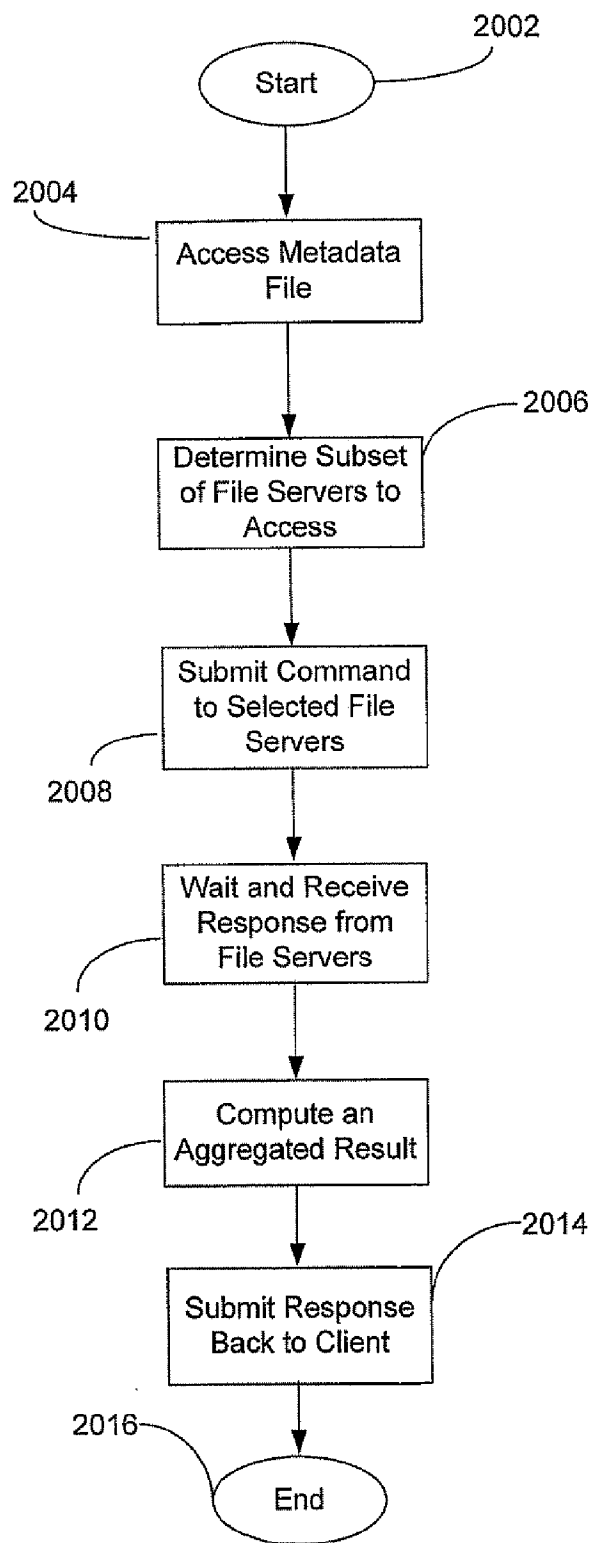 2002
Start
2004
Access Metadata
File
2006
Determine Subset
of File Servers to
Access
Submit Command
to Selected File
Servers
2008
Wait and Receive
Response from
File Servers
2010
Compute an
Aggregated Result
2012
2014
Submit Response
Back to Client
2016
End